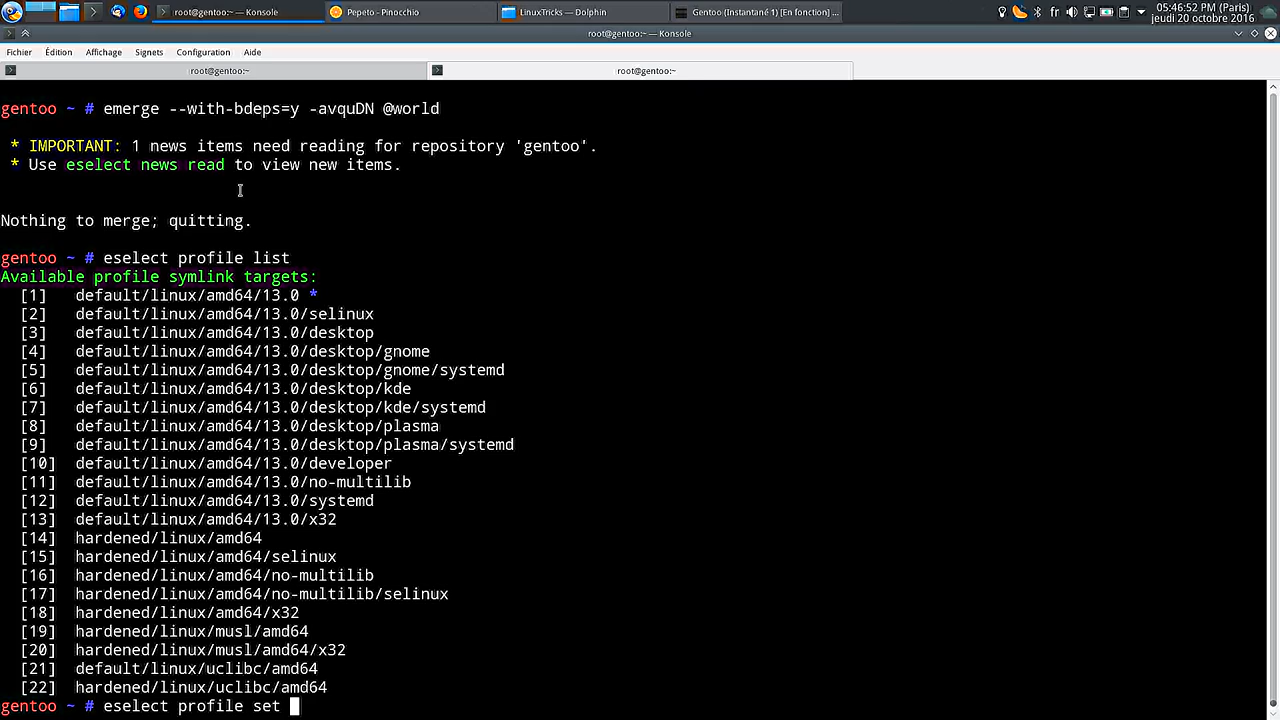 root@gentoo:~ — Konsole
Pepeto - Pinocchio
LinuxTricks — Dolphin
Gentoo (Instantané 1) [En fonction] ...
fr
05:46:52 PM (Paris)
jeudi 20 octobre 2016
root@gentoo:~ — Konsole
Fichier Édition Affichage Signets Configuration Aide
root@gentoo:~ root@gentoo:~
gentoo ~ # emerge --with-bdeps=y -avquDN @world
* IMPORTANT: 1 news items need reading for repository 'gentoo'.
* Use eselect news read to view new items.
Nothing to merge; quitting.
gentoo ~ # eselect profile list
Available profile symlink targets:
[1] default/linux/amd64/13.0 *
[2] default/linux/amd64/13.0/selinux
[3] default/linux/amd64/13.0/desktop
[4] default/linux/amd64/13.0/desktop/gnome
[5] default/linux/amd64/13.0/desktop/gnome/systemd
[6] default/linux/amd64/13.0/desktop/kde
[7] default/linux/amd64/13.0/desktop/kde/systemd
[8] default/linux/amd64/13.0/desktop/plasma
[9] default/linux/amd64/13.0/desktop/plasma/systemd
[10] default/linux/amd64/13.0/developer
[11] default/linux/amd64/13.0/no-multilib
[12] default/linux/amd64/13.0/systemd
[13] default/linux/amd64/13.0/x32
[14] hardened/linux/amd64
[15] hardened/linux/amd64/selinux
[16] hardened/linux/amd64/no-multilib
[17] hardened/linux/amd64/no-multilib/selinux
[18] hardened/linux/amd64/x32
[19] hardened/linux/musl/amd64
[20] hardened/linux/musl/amd64/x32
[21] default/linux/uclibc/amd64
[22] hardened/linux/uclibc/amd64
gentoo ~ # eselect profile set